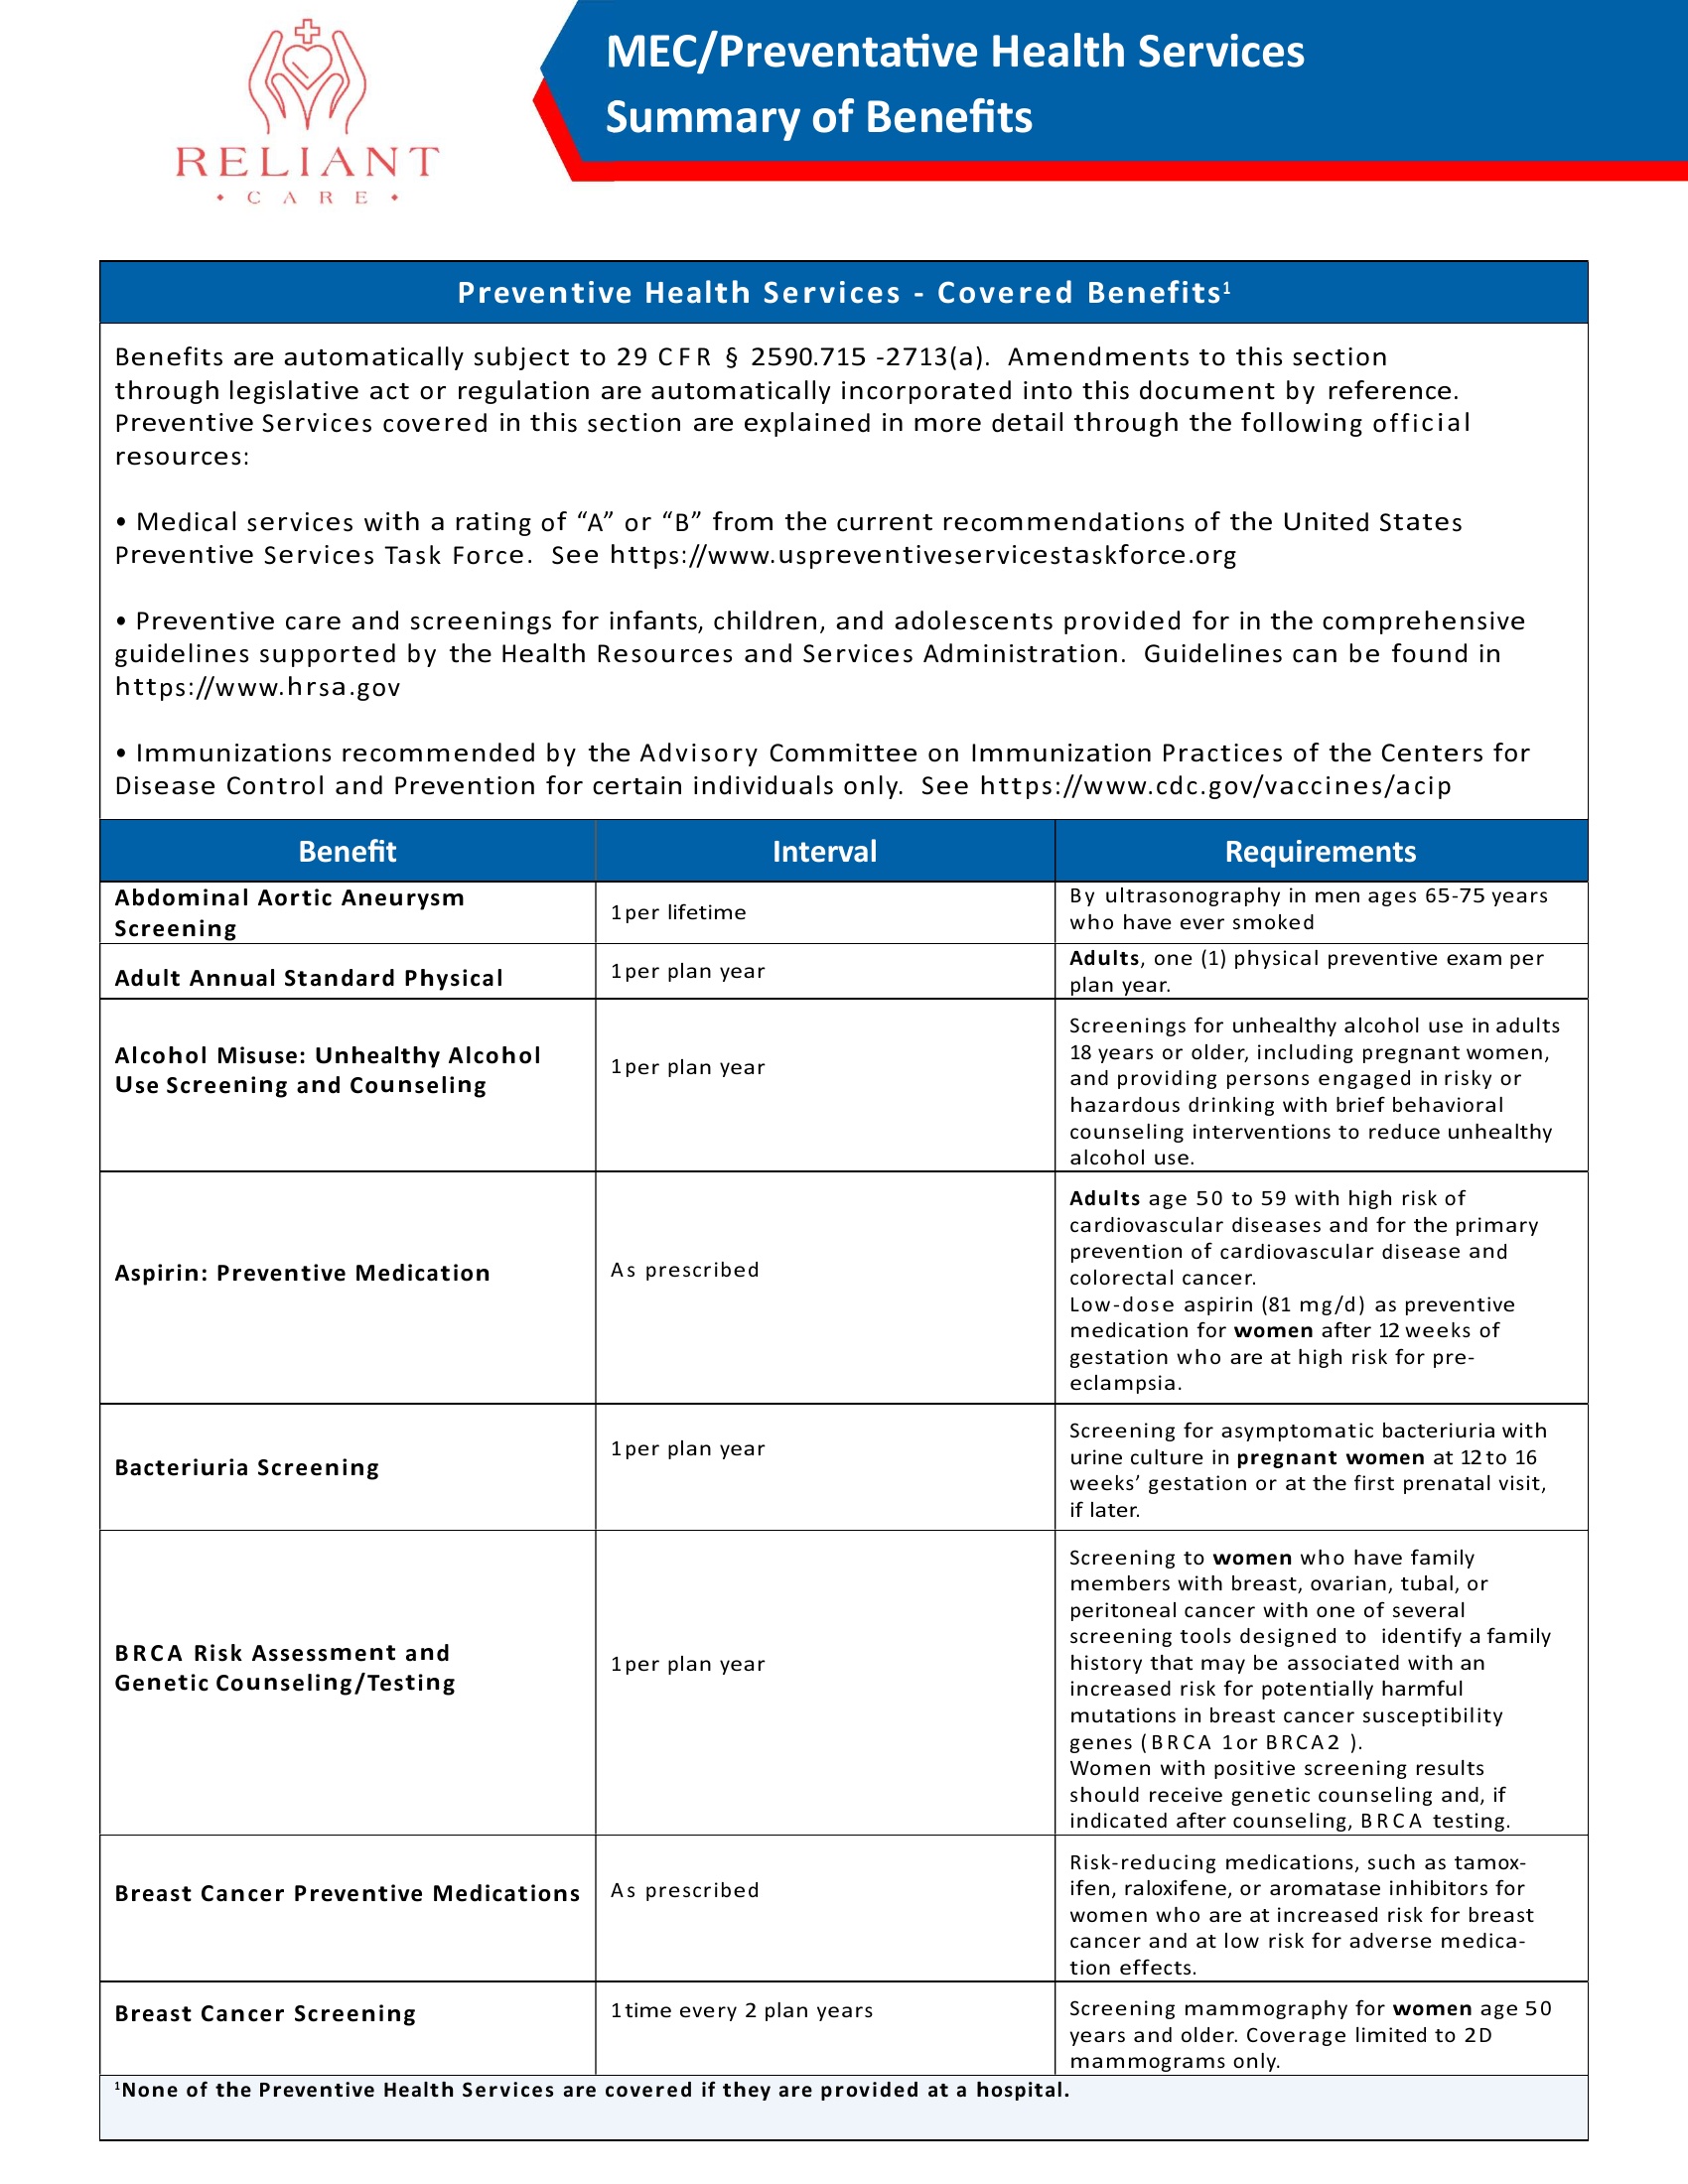 RELIANT
• CARE •
MEC/Preventative Health Services
Summary of Benefits
Preventive Health Services - Covered Benefits¹
Benefits are automatically subject to 29 CFR § 2590.715 -2713(a). Amendments to this section
through legislative act or regulation are automatically incorporated into this document by reference.
Preventive Services covered in this section are explained in more detail through the following official
resources:
• Medical services with a rating of “A” or “B” from the current recommendations of the United States
Preventive Services Task Force. See https://www.uspreventiveservicestaskforce.org
• Preventive care and screenings for infants, children, and adolescents provided for in the comprehensive
guidelines supported by the Health Resources and Services Administration. Guidelines can be found in
https://www.hrsa.gov
• Immunizations recommended by the Advisory Committee on Immunization Practices of the Centers for
Disease Control and Prevention for certain individuals only. See https://www.cdc.gov/vaccines/acip
Benefit
Interval
Requirements
Abdominal Aortic Aneurysm
Screening
1 per lifetime
By ultrasonography in men ages 65-75 years
who have ever smoked
Adult Annual Standard Physical
1 per plan year
Adults, one (1) physical preventive exam per
plan year.
Alcohol Misuse: Unhealthy Alcohol
Use Screening and Counseling
1 per plan year
Screenings for unhealthy alcohol use in adults
18 years or older, including pregnant women,
and providing persons engaged in risky or
hazardous drinking with brief behavioral
counseling interventions to reduce unhealthy
alcohol use.
Aspirin: Preventive Medication
As prescribed
Adults age 50 to 59 with high risk of
cardiovascular diseases and for the primary
prevention of cardiovascular disease and
colorectal cancer.
Low-dose aspirin (81 mg/d) as preventive
medication for women after 12 weeks of
gestation who are at high risk for pre-
eclampsia.
Bacteriuria Screening
1 per plan year
Screening for asymptomatic bacteriuria with
urine culture in pregnant women at 12 to 16
weeks’ gestation or at the first prenatal visit,
if later.
BRCA Risk Assessment and
Genetic Counseling/Testing
1 per plan year
Screening to women who have family
members with breast, ovarian, tubal, or
peritoneal cancer with one of several
screening tools designed to identify a family
history that may be associated with an
increased risk for potentially harmful
mutations in breast cancer susceptibility
genes (BRCA 1 or BRCA2 ).
Women with positive screening results
should receive genetic counseling and, if
indicated after counseling, BRCA testing.
Breast Cancer Preventive Medications
As prescribed
Risk-reducing medications, such as tamox-
ifen, raloxifene, or aromatase inhibitors for
women who are at increased risk for breast
cancer and at low risk for adverse medica-
tion effects.
Breast Cancer Screening
1 time every 2 plan years
Screening mammography for women age 50
years and older. Coverage limited to 2D
mammograms only.
¹None of the Preventive Health Services are covered if they are provided at a hospital.